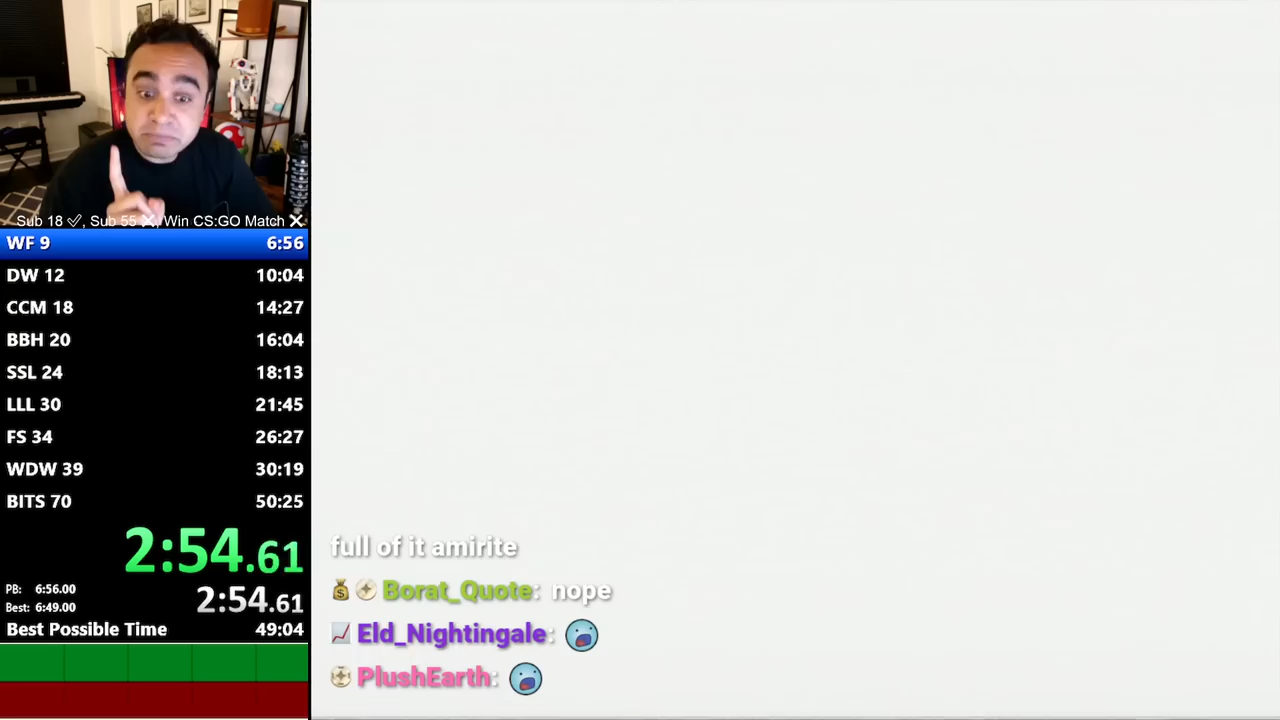 Sub 18 ✓, Sub 55 ✕, Win CS:GO Match ✕
WF 9 6:56
DW 12 10:04
CCM 18 14:27
BBH 20 16:04
SSL 24 18:13
LLL 30 21:45
FS 34 26:27
WDW 39 30:19
BITS 70 50:25
2:54.61
PB: 6:56.00
Best: 6:49.00
2:54.61
Best Possible Time 49:04
full of it amirite
Borat_Quote: nope
Eld_Nightingale:
PlushEarth: